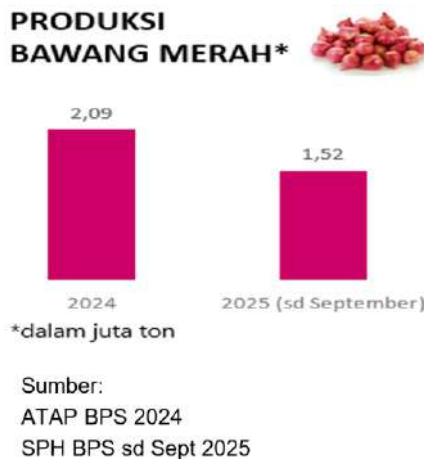 PRODUKSI
BAWANG MERAH*
2,09
1,52
2024
2025 (sd September)
*dalam juta ton
Sumber:
ATAP BPS 2024
SPH BPS sd Sept 2025